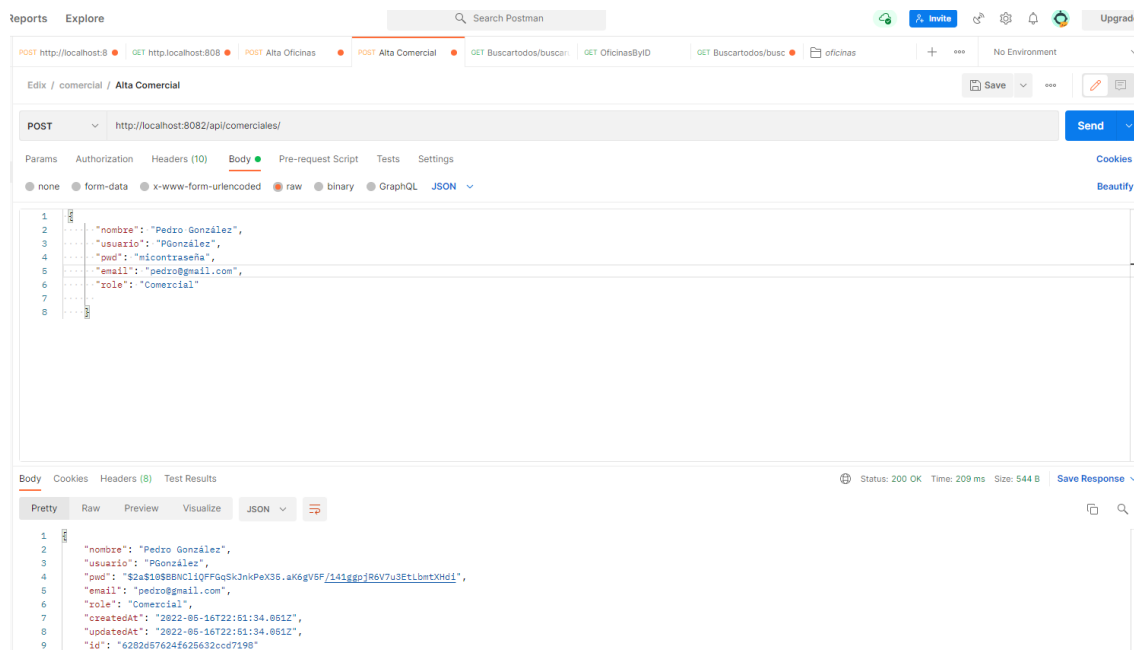 Reports Explore Search Postman Invite Upgrad
POST http://localhost:8 GET http.localhost:808 POST Alta Oficinas POST Alta Comercial GET Buscartodos/buscar GET OficinasByID GET Buscartodos/busc oficinas No Environment
Edix / comercial / Alta Comercial Save
POST http://localhost:8082/api/comerciales/ Send
Params Authorization Headers (10) Body Pre-request Script Tests Settings Cookies
none form-data x-www-form-urlencoded raw binary GraphQL JSON Beautify
1 {
2 "nombre": "Pedro González",
3 "usuario": "PGonzález",
4 "pwd": "micontraseña",
5 "email": "pedro@gmail.com",
6 "role": "Comercial"
7
8 }
Body Cookies Headers (8) Test Results Status: 200 OK Time: 209 ms Size: 544 B Save Response
Pretty Raw Preview Visualize JSON
1 {
2 "nombre": "Pedro González",
3 "usuario": "PGonzález",
4 "pwd":
5 "email": "pedro@gmail.com",
6 "role": "Comercial",
7 "createdAt": "2022-05-16T22:51:34.051Z",
8 "updatedAt": "2022-05-16T22:51:34.051Z",
9 "id": "6282d57624f625632ccd7198"